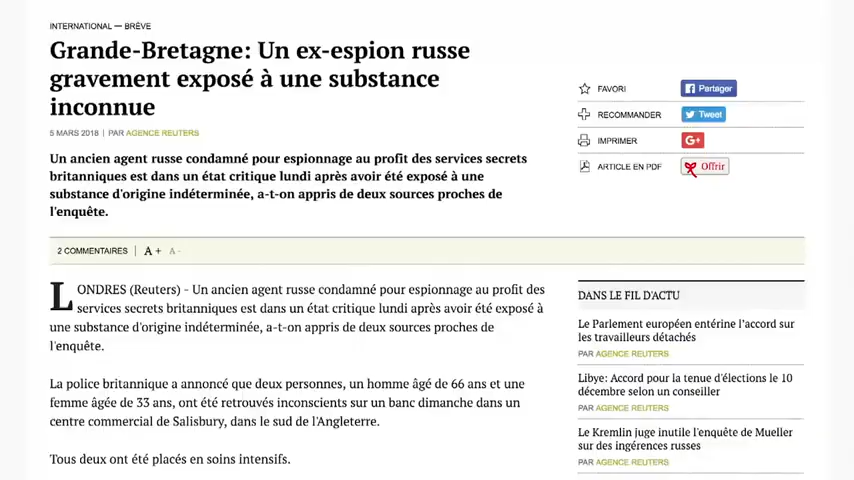 INTERNATIONAL — BRÈVE
Grande-Bretagne: Un ex-espion russe
gravement exposé à une substance
inconnue
5 MARS 2018 | PAR AGENCE REUTERS
Un ancien agent russe condamné pour espionnage au profit des services secrets
britanniques est dans un état critique lundi après avoir été exposé à une
substance d'origine indéterminée, a-t-on appris de deux sources proches de
l'enquête.
FAVORI
Partager
RECOMMANDER
Tweet
IMPRIMER
G+
ARTICLE EN PDF
Offrir
2 COMMENTAIRES | A + A -
LONDRES (Reuters) - Un ancien agent russe condamné pour espionnage au profit des
services secrets britanniques est dans un état critique lundi après avoir été exposé à
une substance d'origine indéterminée, a-t-on appris de deux sources proches de
l'enquête.
La police britannique a annoncé que deux personnes, un homme âgé de 66 ans et une
femme âgée de 33 ans, ont été retrouvés inconscients sur un banc dimanche dans un
centre commercial de Salisbury, dans le sud de l'Angleterre.
Tous deux ont été placés en soins intensifs.
DANS LE FIL D'ACTU
Le Parlement européen entérine l'accord sur
les travailleurs détachés
PAR AGENCE REUTERS
Libye: Accord pour la tenue d'élections le 10
décembre selon un conseiller
PAR AGENCE REUTERS
Le Kremlin juge inutile l'enquête de Mueller
sur des ingérences russes
PAR AGENCE REUTERS